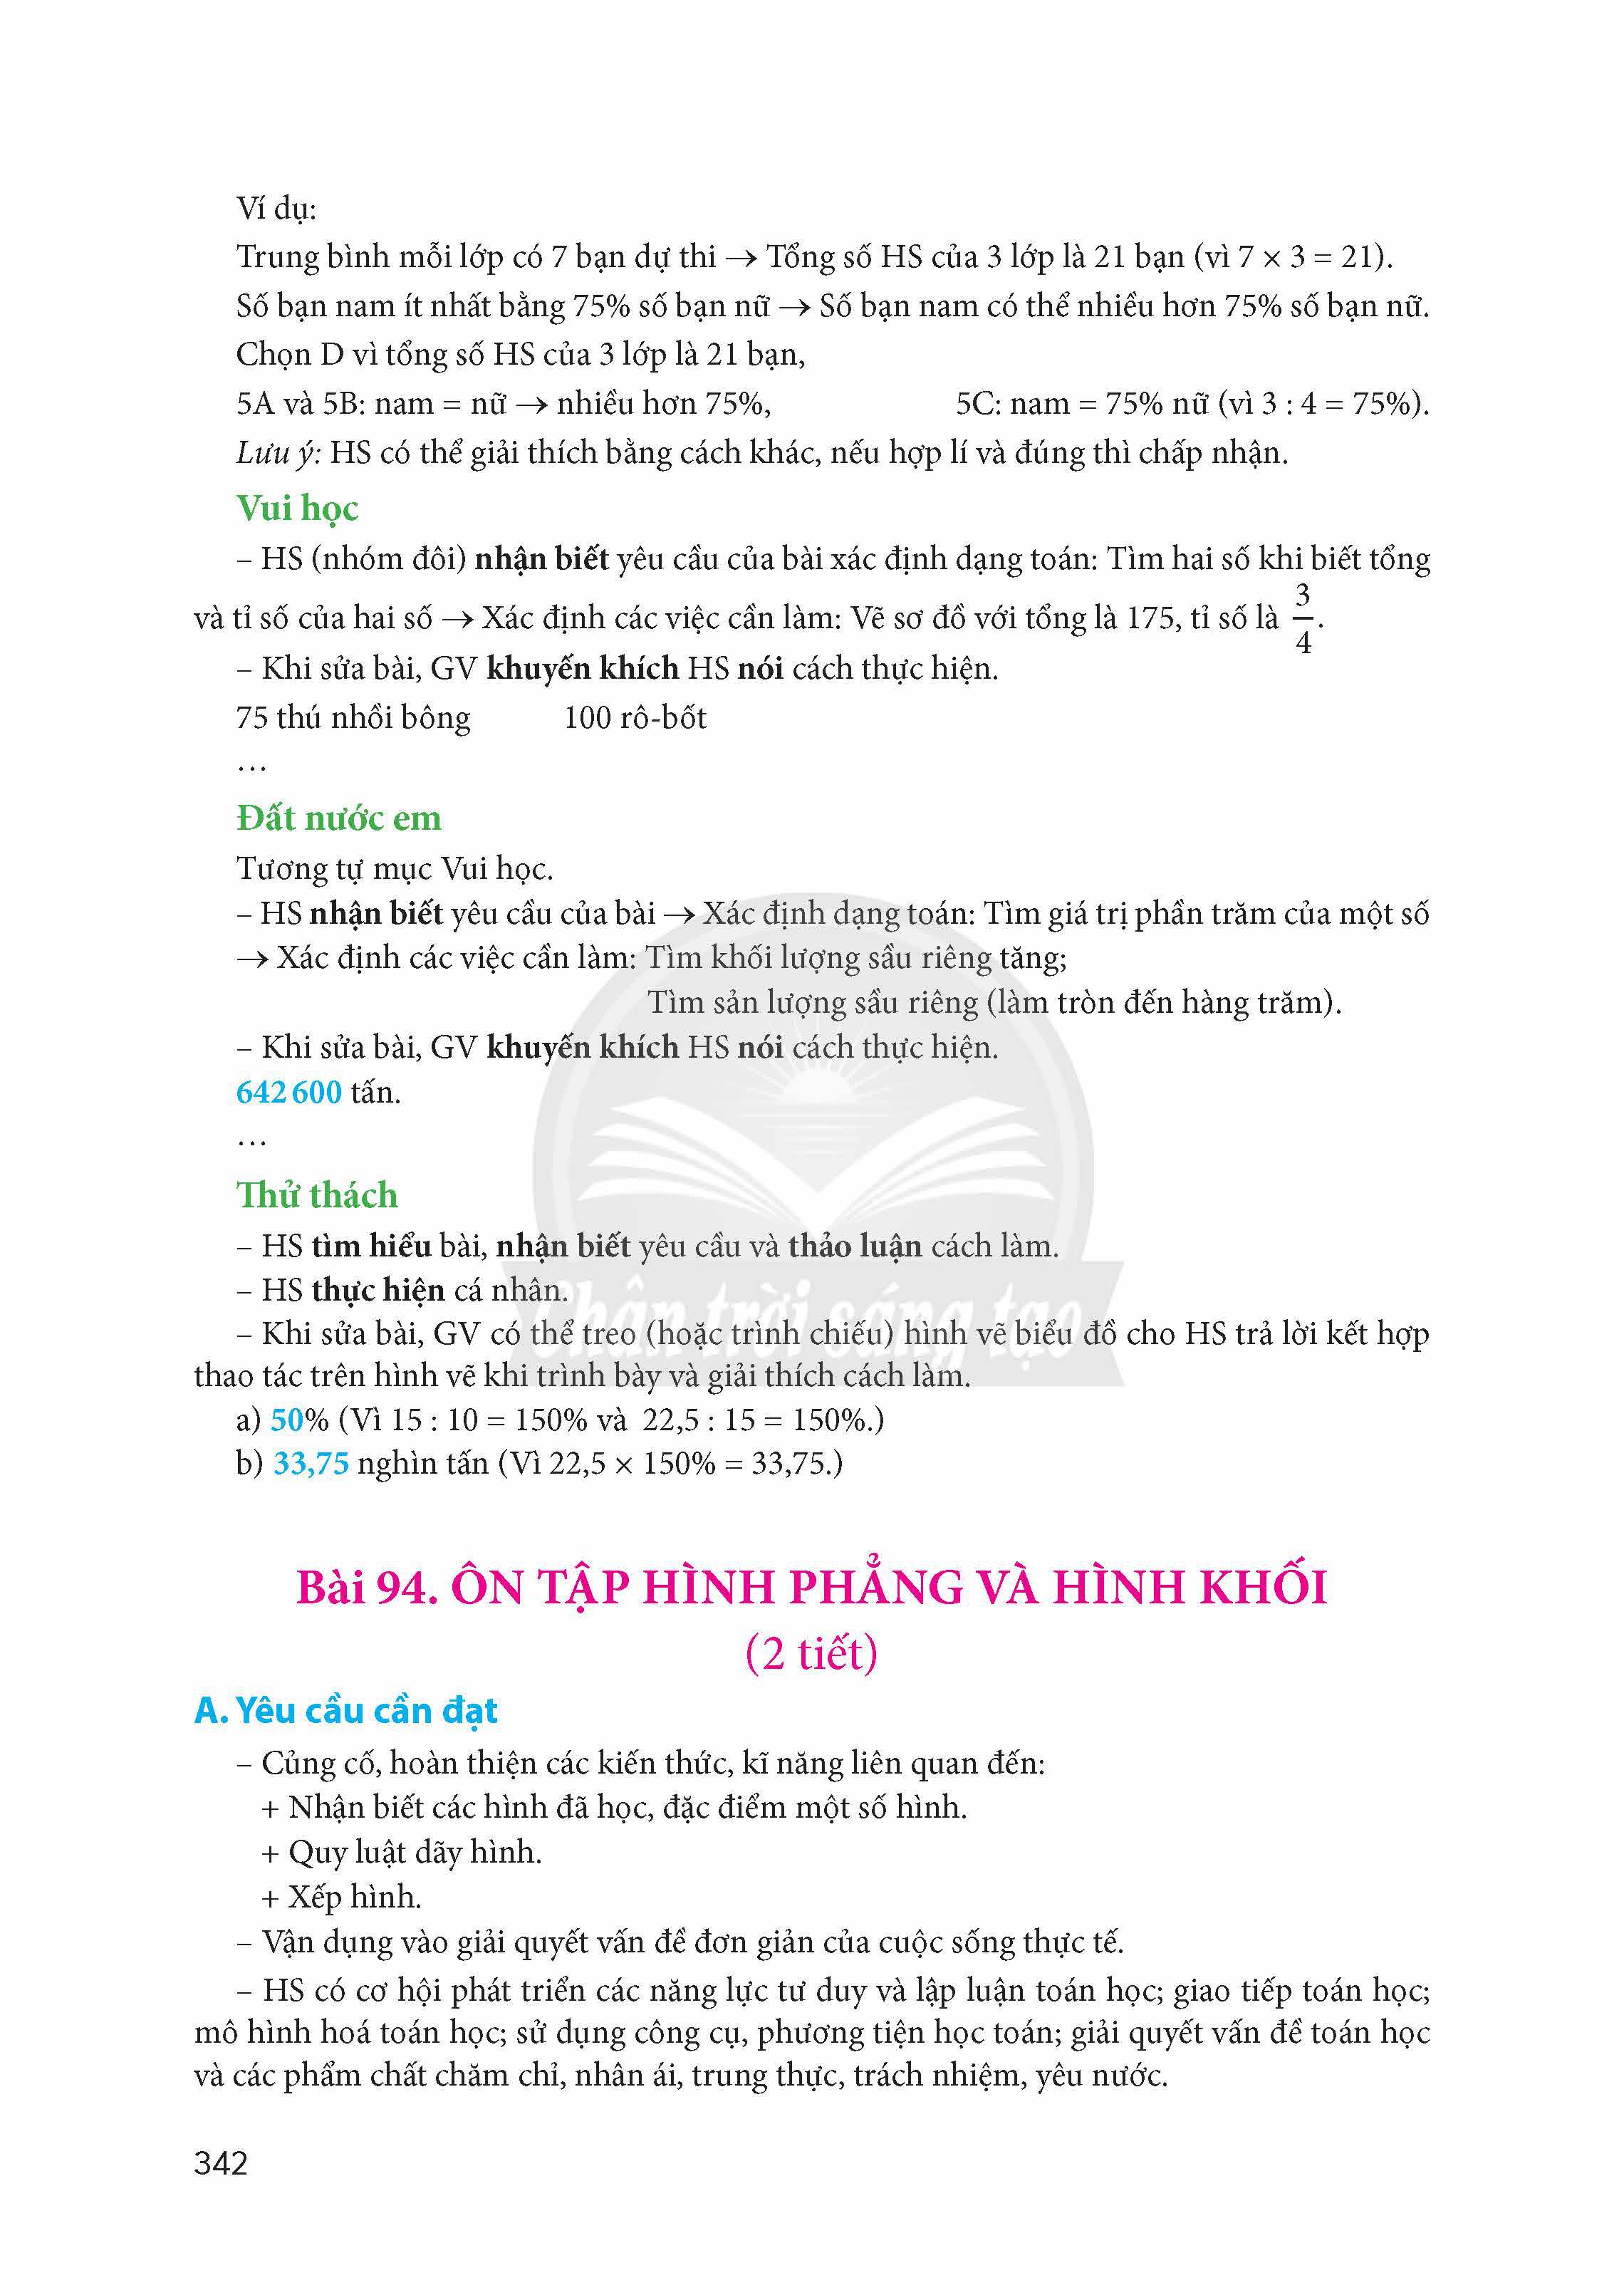 Ví dụ:
Trung bình mỗi lớp có 7 bạn dự thi → Tổng số HS của 3 lớp là 21 bạn (vì 7 × 3 = 21).
Số bạn nam ít nhất bằng 75% số bạn nữ → Số bạn nam có thể nhiều hơn 75% số bạn nữ.
Chọn D vì tổng số HS của 3 lớp là 21 bạn,
5A và 5B: nam = nữ → nhiều hơn 75%, 5C: nam = 75% nữ (vì 3 : 4 = 75%).
Lưu ý: HS có thể giải thích bằng cách khác, nếu hợp lí và đúng thì chấp nhận.
Vui học
– HS (nhóm đôi) nhận biết yêu cầu của bài xác định dạng toán: Tìm hai số khi biết tổng
và tỉ số của hai số → Xác định các việc cần làm: Vẽ sơ đồ với tổng là 175, tỉ số là 3/4.
– Khi sửa bài, GV khuyến khích HS nói cách thực hiện.
75 thú nhồi bông 100 rô-bốt
…
Đất nước em
Tương tự mục Vui học.
– HS nhận biết yêu cầu của bài → Xác định dạng toán: Tìm giá trị phần trăm của một số
→ Xác định các việc cần làm: Tìm khối lượng sầu riêng tăng;
Tìm sản lượng sầu riêng (làm tròn đến hàng trăm).
– Khi sửa bài, GV khuyến khích HS nói cách thực hiện.
642 600 tấn.
…
Thử thách
– HS tìm hiểu bài, nhận biết yêu cầu và thảo luận cách làm.
– HS thực hiện cá nhân.
Chân trời sáng tạo
– Khi sửa bài, GV có thể treo (hoặc trình chiếu) hình vẽ biểu đồ cho HS trả lời kết hợp
thao tác trên hình vẽ khi trình bày và giải thích cách làm.
a) 50% (Vì 15 : 10 = 150% và 22,5 : 15 = 150%.)
b) 33,75 nghìn tấn (Vì 22,5 × 150% = 33,75.)
Bài 94. ÔN TẬP HÌNH PHẲNG VÀ HÌNH KHỐI
(2 tiết)
A. Yêu cầu cần đạt
– Củng cố, hoàn thiện các kiến thức, kĩ năng liên quan đến:
+ Nhận biết các hình đã học, đặc điểm một số hình.
+ Quy luật dãy hình.
+ Xếp hình.
– Vận dụng vào giải quyết vấn đề đơn giản của cuộc sống thực tế.
– HS có cơ hội phát triển các năng lực tư duy và lập luận toán học; giao tiếp toán học;
mô hình hoá toán học; sử dụng công cụ, phương tiện học toán; giải quyết vấn đề toán học
và các phẩm chất chăm chỉ, nhân ái, trung thực, trách nhiệm, yêu nước.
342